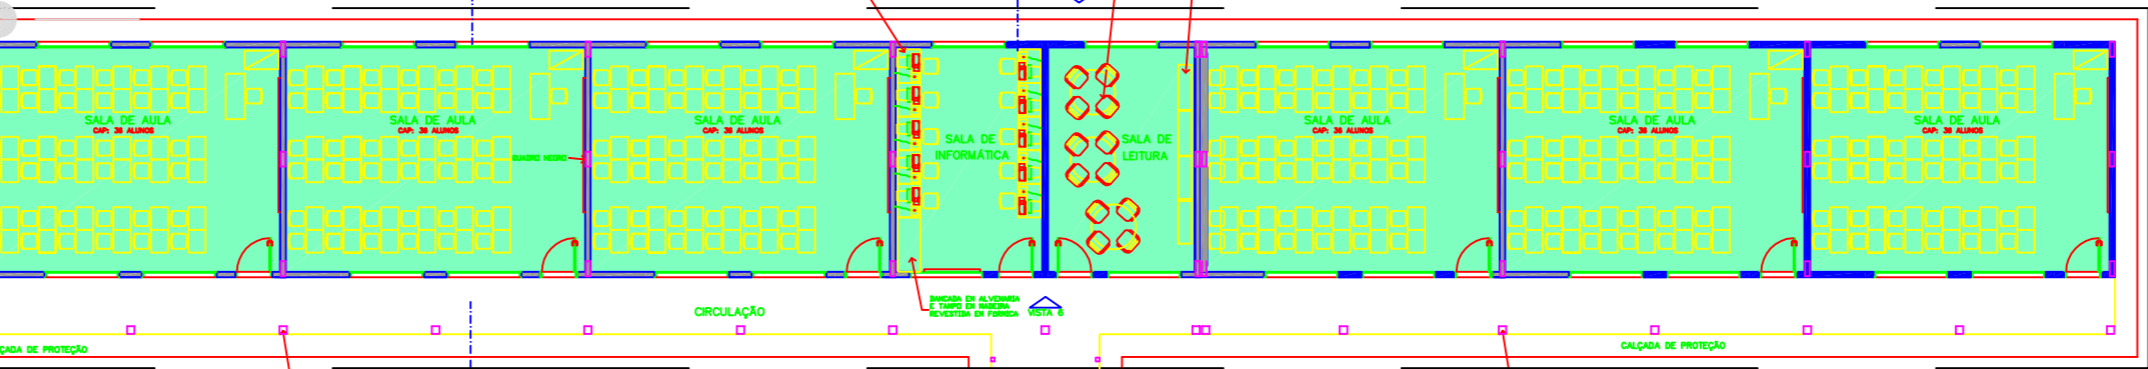 SALA DE AULA
CAP: 36 ALUNOS
SALA DE AULA
CAP: 36 ALUNOS
SALA DE AULA
CAP: 36 ALUNOS
QUADRO NEGRO
SALA DE
INFORMÁTICA
SALA DE
LEITURA
SALA DE AULA
CAP: 36 ALUNOS
SALA DE AULA
CAP: 36 ALUNOS
SALA DE AULA
CAP: 36 ALUNOS
CIRCULAÇÃO
BANCADA EM ALVENARIA
E TAMPO EM MADEIRA
REVESTIDA EM FORMICA
VISTA 6
ÇADA DE PROTEÇÃO
CALÇADA DE PROTEÇÃO